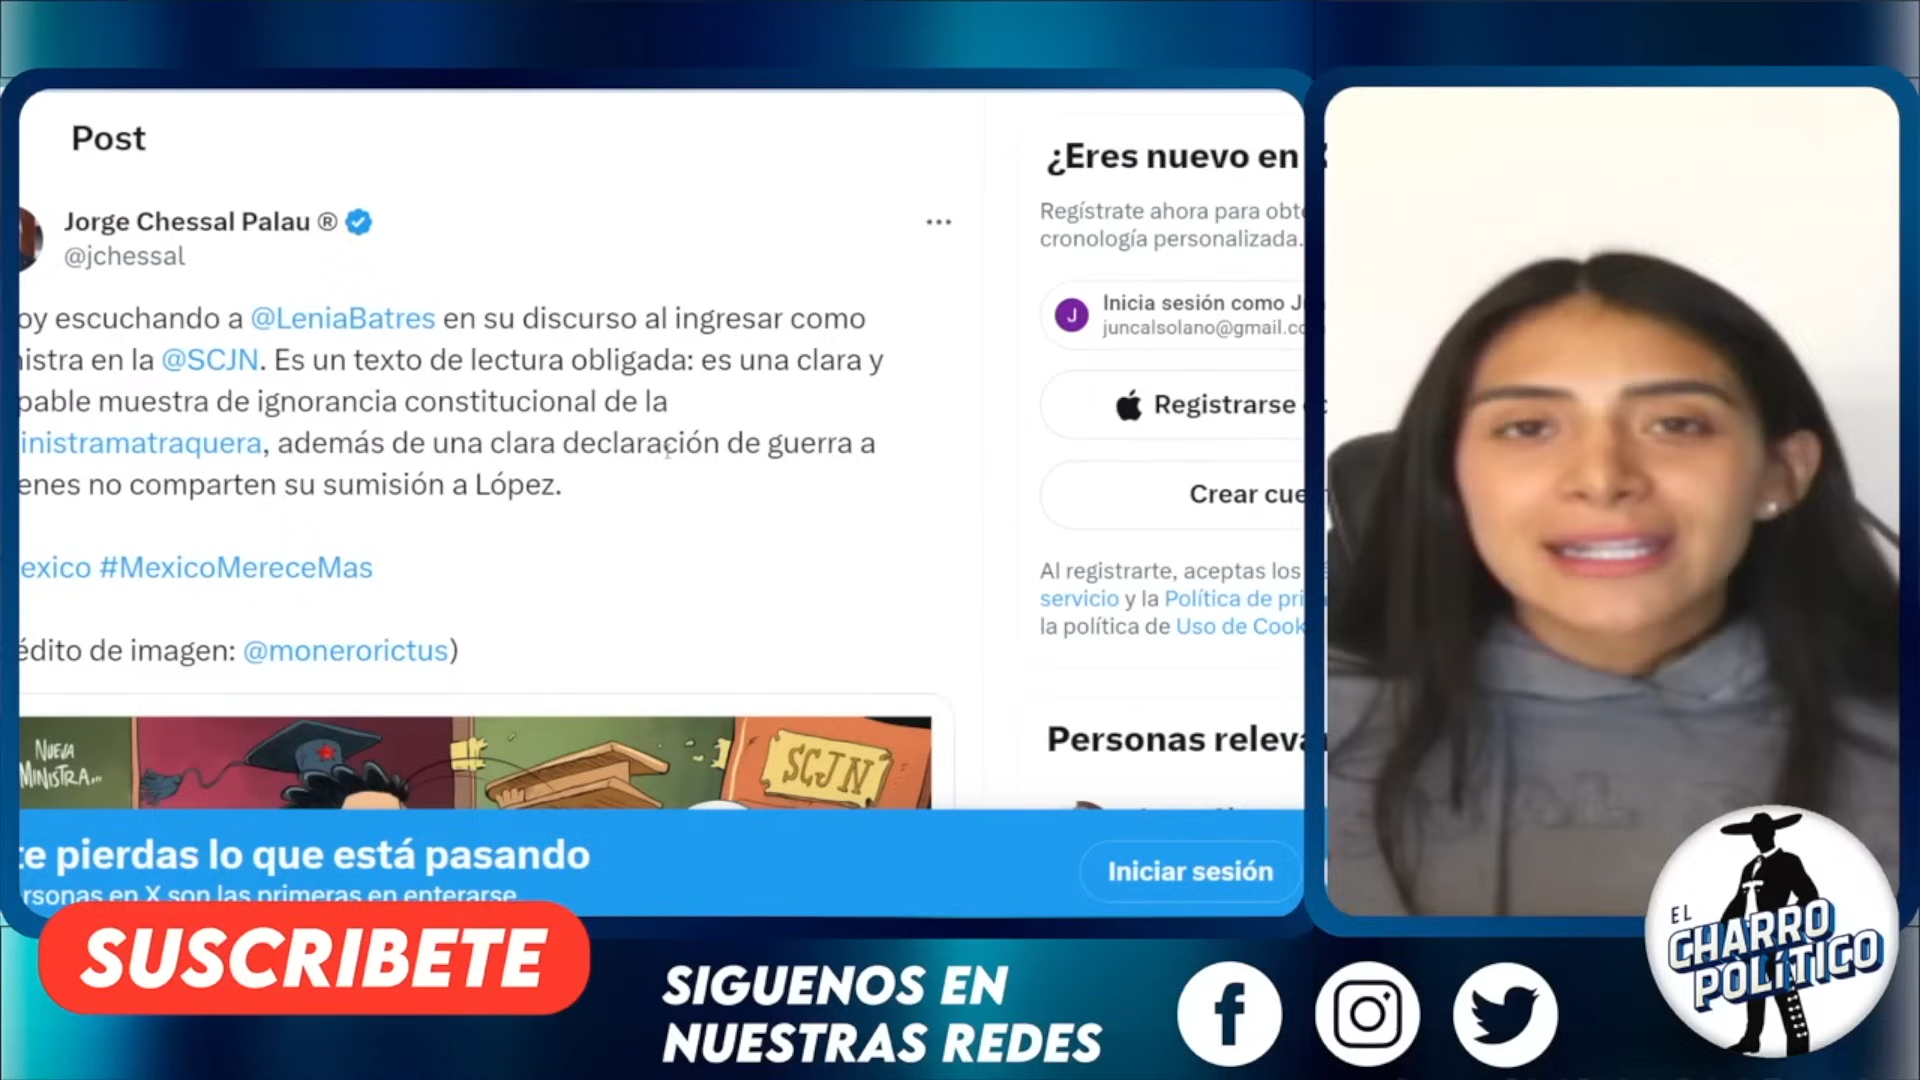 Post
Jorge Chessal Palau ®
@jchessal
oy escuchando a @LeniaBatres en su discurso al ingresar como
istra en la @SCJN. Es un texto de lectura obligada: es una clara y
pable muestra de ignorancia constitucional de la
inistramatraquera, además de una clara declaración de guerra a
enes no comparten su sumisión a López.
exico #MexicoMereceMas
édito de imagen: @monerorictus)
NUEVA
MINISTRA...
SCJN
te pierdas lo que está pasando
rsonas en X son las primeras en enterarse
Iniciar sesión
¿Eres nuevo en
Regístrate ahora para obte
cronología personalizada.
J
Inicia sesión como J
juncalsolano@gmail.co
Registrarse
Crear cue
Al registrarte, aceptas los
servicio y la Política de pri
la política de Uso de Cook
Personas releva
SUSCRIBETE
SIGUENOS EN
NUESTRAS REDES
EL
CHARRO
POLÍTICO